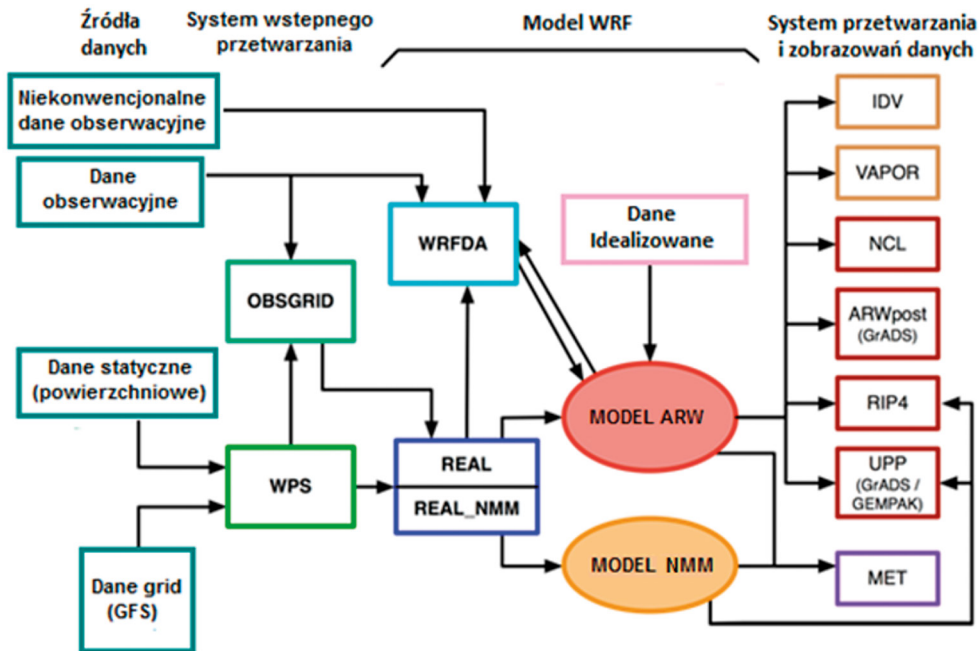 Źródła
danych
System wstepnego
przetwarzania
Model WRF
System przetwarzania
i zobrazowań danych
Niekonwencjonalne
dane obserwacyjne
Dane
obserwacyjne
Dane statyczne
(powierzchniowe)
Dane grid
(GFS)
OBSGRID
WPS
WRFDA
REAL
REAL_NMM
Dane
Idealizowane
MODEL ARW
MODEL NMM
IDV
VAPOR
NCL
ARWpost
(GrADS)
RIP4
UPP
(GrADS /
GEMPAK)
MET